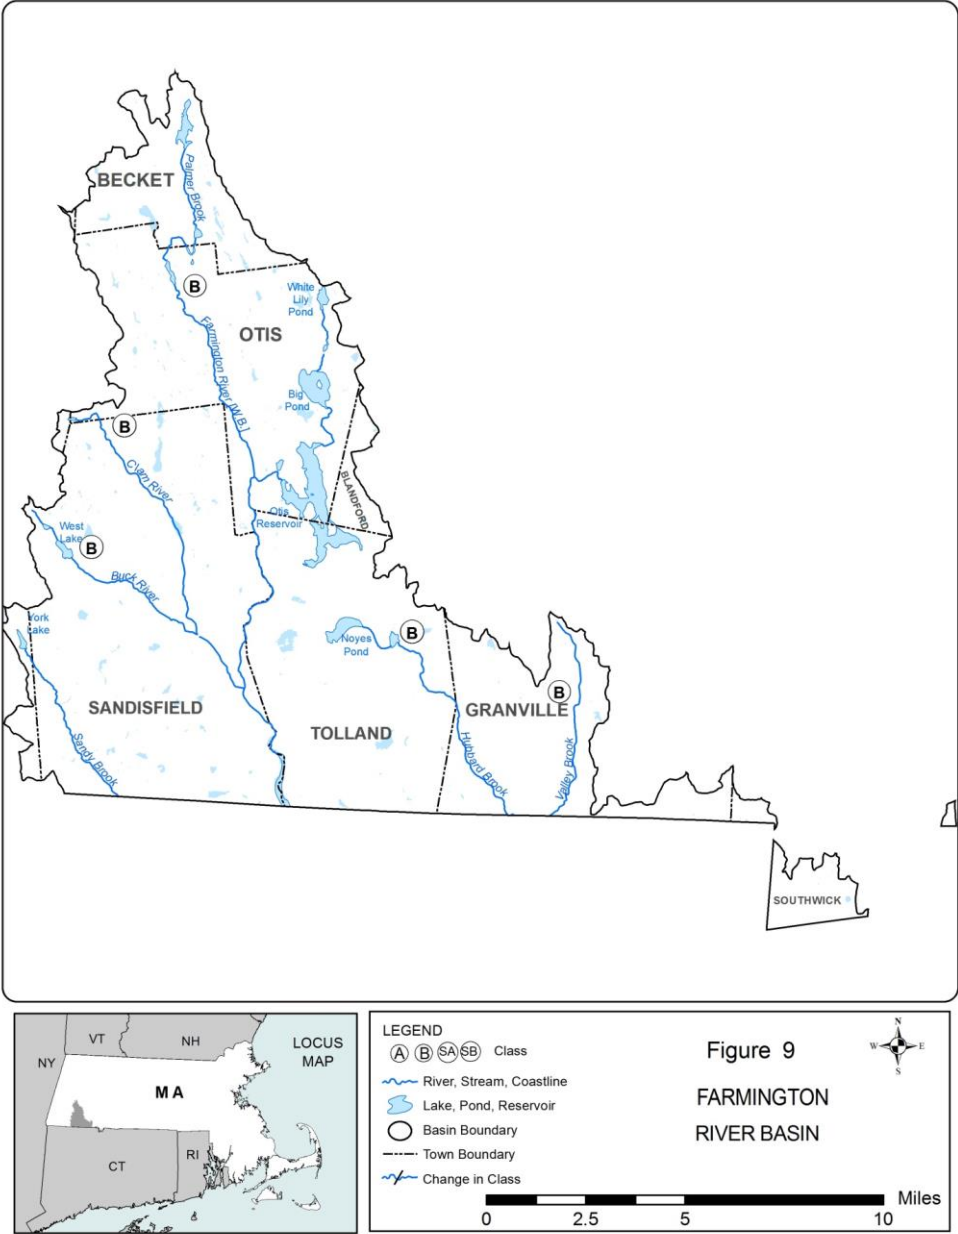 BECKET
Palmer Brook
B
White
Lily
Pond
OTIS
Farmington River [W.B.]
Big
Pond
B
Clam River
BLANDFORD
Otis
Reservoir
West
Lake
B
Buck River
York
Lake
Noyes
Pond
B
B
SANDISFIELD
GRANVILLE
TOLLAND
Sandy Brook
Hubbard Brook
Valley Brook
SOUTHWICK
NY
VT
NH
LOCUS
MAP
MA
CT
RI
LEGEND
A B SA SB Class
River, Stream, Coastline
Lake, Pond, Reservoir
Basin Boundary
Town Boundary
Change in Class
Figure 9
N
W E
S
FARMINGTON
RIVER BASIN
Miles
0 2.5 5 10